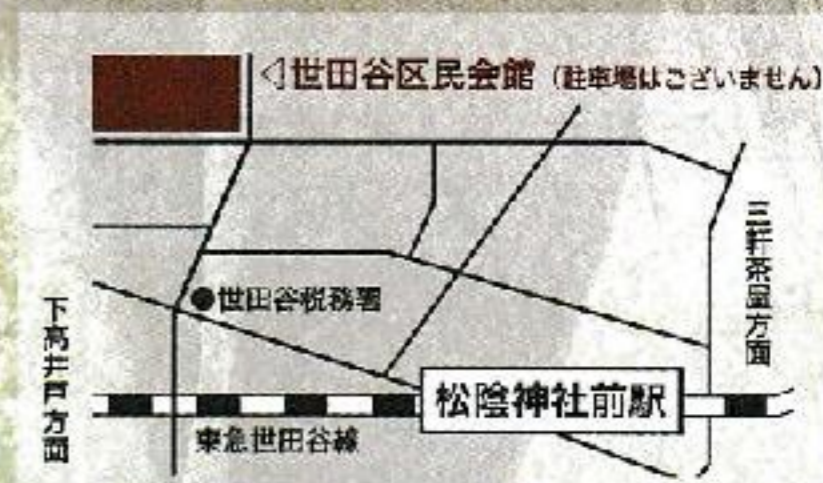 ◁世田谷区民会館（駐車場はございません）
三軒茶屋方面
●世田谷税務署
下高井戸方面
松陰神社前駅
東急世田谷線